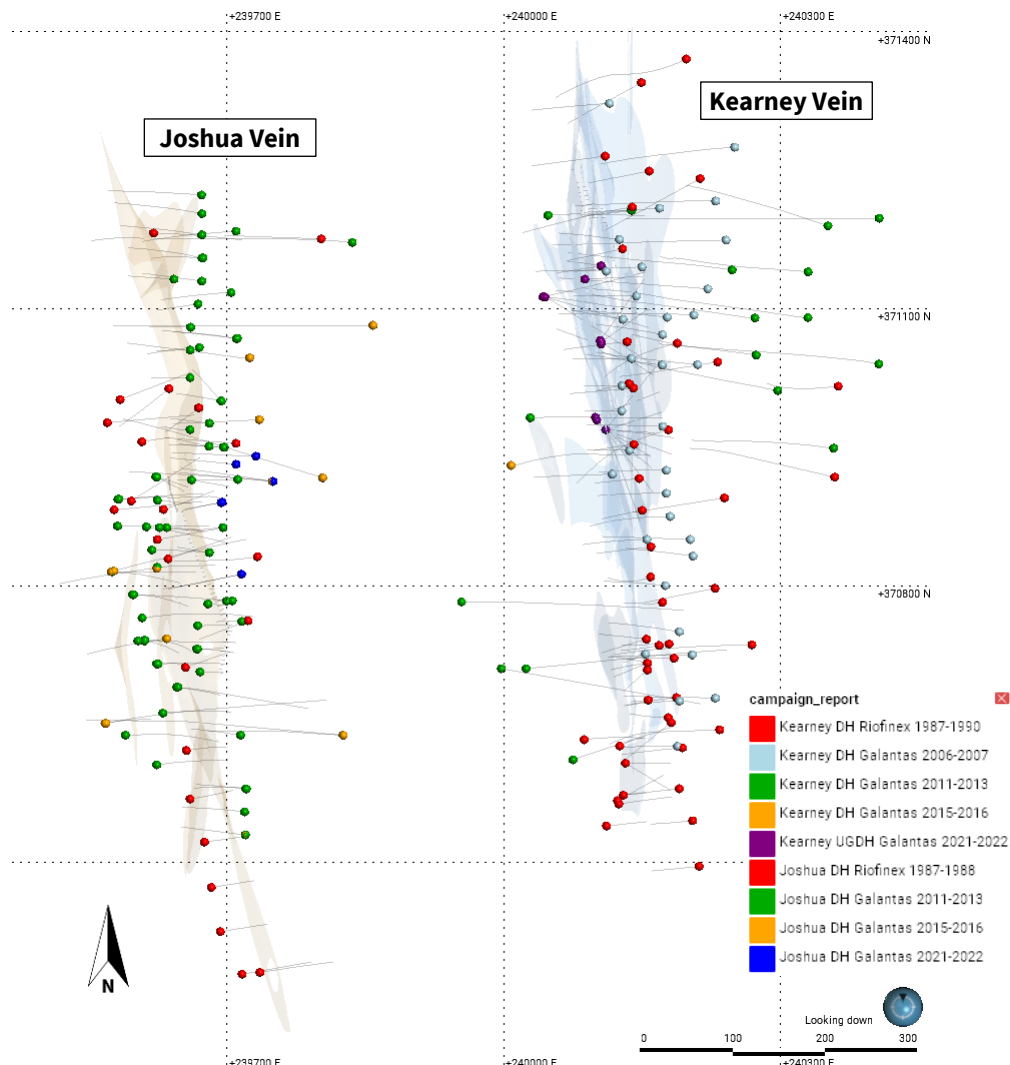 +239700 E
+240000 E
+240300 E
+371400 N
Kearney Vein
Joshua Vein
+371100 N
+370800 N
campaign_report
Kearney DH Riofinex 1987-1990
Kearney DH Galantas 2006-2007
Kearney DH Galantas 2011-2013
Kearney DH Galantas 2015-2016
Kearney UGDH Galantas 2021-2022
Joshua DH Riofinex 1987-1988
Joshua DH Galantas 2011-2013
Joshua DH Galantas 2015-2016
Joshua DH Galantas 2021-2022
N
Looking down
0 100 200 300
+239700 E
+240000 E
+240300 E